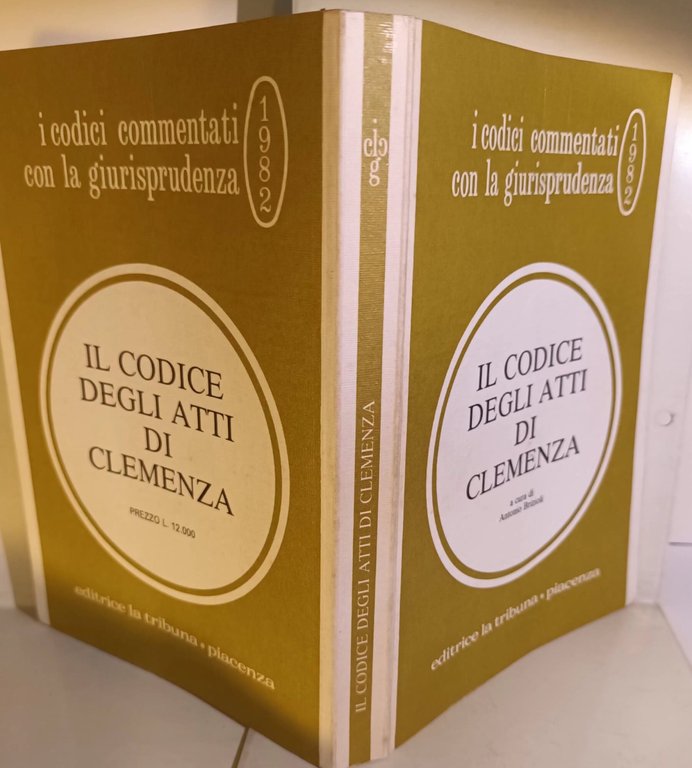 i codici commentati
con la giurisprudenza
1982
IL CODICE
DEGLI ATTI
DI
CLEMENZA
PREZZO L. 12.000
editrice la tribuna • piacenza
IL CODICE DEGLI ATTI DI CLEMENZA
i codici commentati
con la giurisprudenza
1982
IL CODICE
DEGLI ATTI
DI
CLEMENZA
a cura di
Antonio Brizioli
editrice la tribuna • piacenza